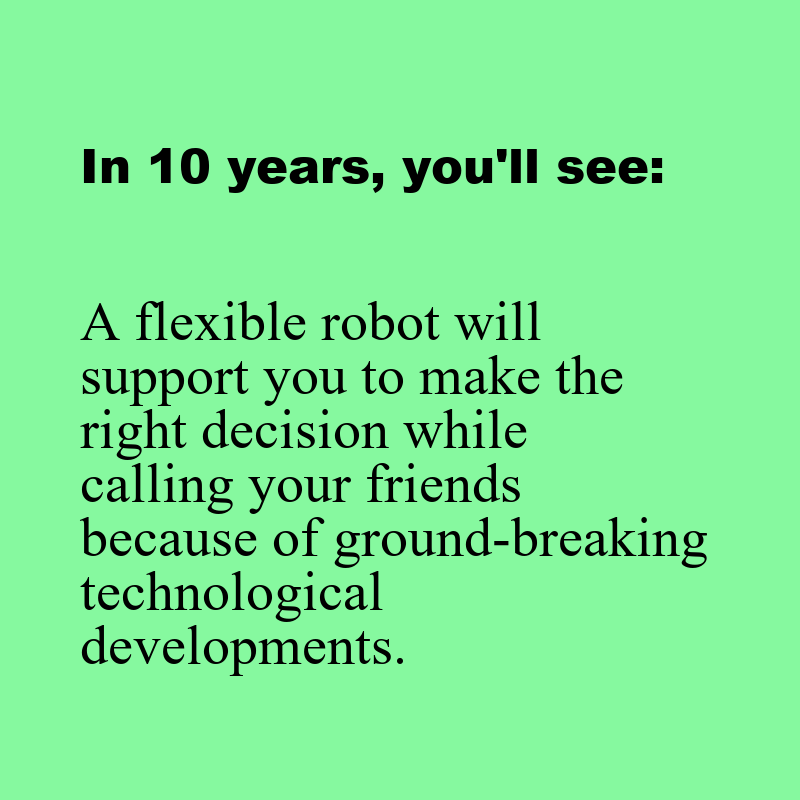 In 10 years, you'll see:
A flexible robot will
support you to make the
right decision while
calling your friends
because of ground-breaking
technological
developments.